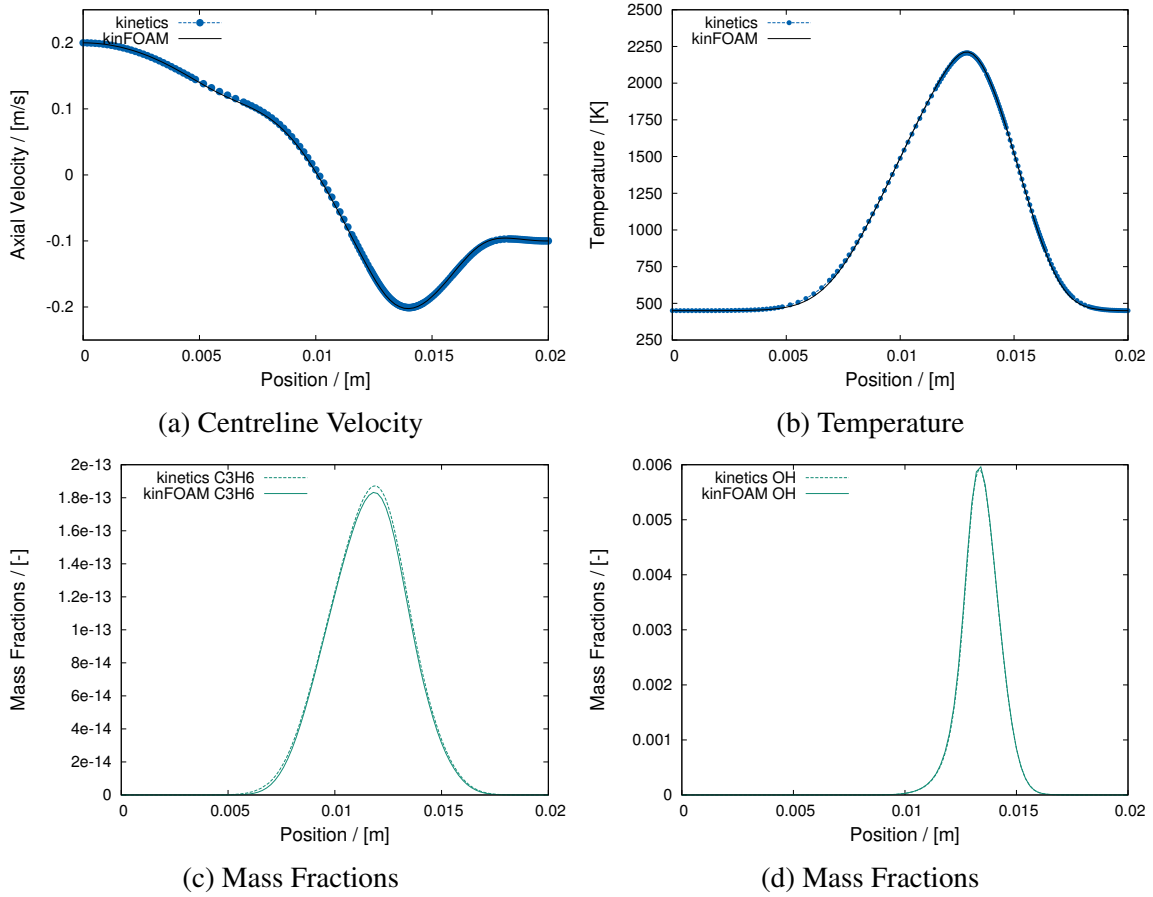 kinetics
kinFOAM
0.2
0.1
0
-0.1
-0.2
Axial Velocity / [m/s]
0
0.005
0.01
0.015
0.02
Position / [m]
(a) Centreline Velocity
kinetics
kinFOAM
2500
2250
2000
1750
1500
1250
1000
750
500
250
Temperature / [K]
0
0.005
0.01
0.015
0.02
Position / [m]
(b) Temperature
kinetics C3H6
kinFOAM C3H6
2e-13
1.8e-13
1.6e-13
1.4e-13
1.2e-13
1e-13
8e-14
6e-14
4e-14
2e-14
0
Mass Fractions / [-]
0
0.005
0.01
0.015
0.02
Position / [m]
(c) Mass Fractions
kinetics OH
kinFOAM OH
0.006
0.005
0.004
0.003
0.002
0.001
0
Mass Fractions / [-]
0
0.005
0.01
0.015
0.02
Position / [m]
(d) Mass Fractions